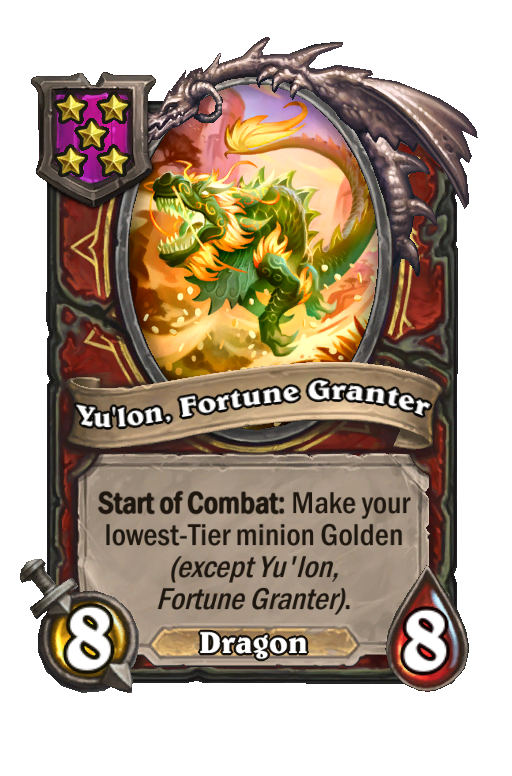 Yu'lon, Fortune Granter
Start of Combat: Make your
lowest-Tier minion Golden
(except Yu'lon,
Fortune Granter).
8
Dragon
8